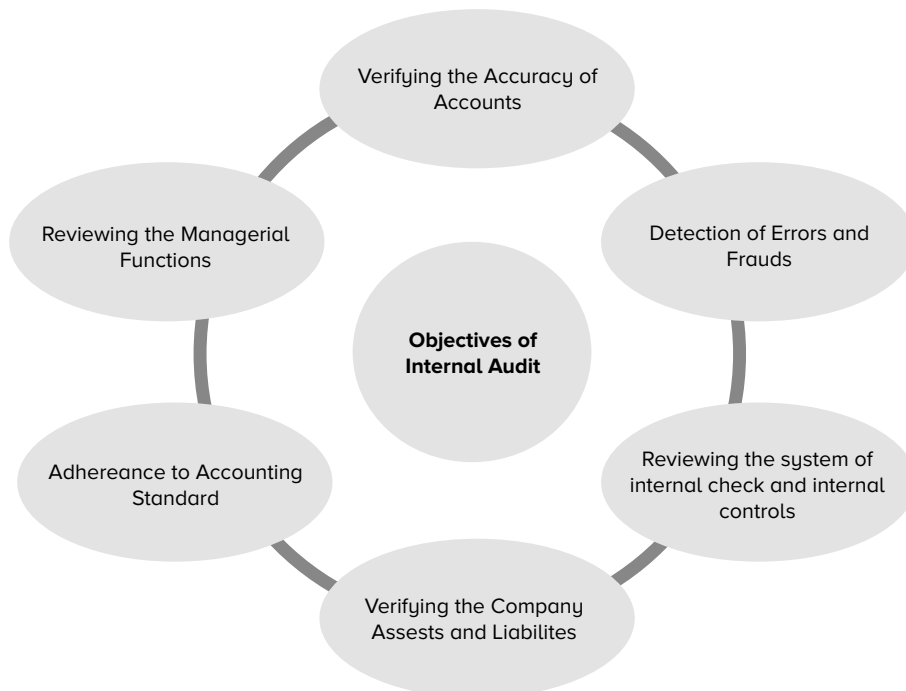 Verifying the Accuracy of
Accounts
Reviewing the Managerial
Functions
Detection of Errors and
Frauds
Objectives of
Internal Audit
Adhereance to Accounting
Standard
Reviewing the system of
internal check and internal
controls
Verifying the Company
Assests and Liabilites